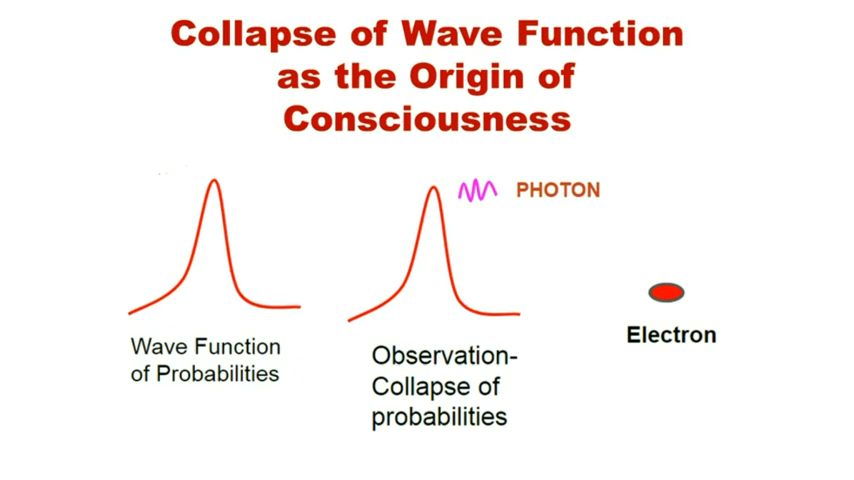 Collapse of Wave Function
as the Origin of
Consciousness
PHOTON
Wave Function
of Probabilities
Observation-
Collapse of
probabilities
Electron